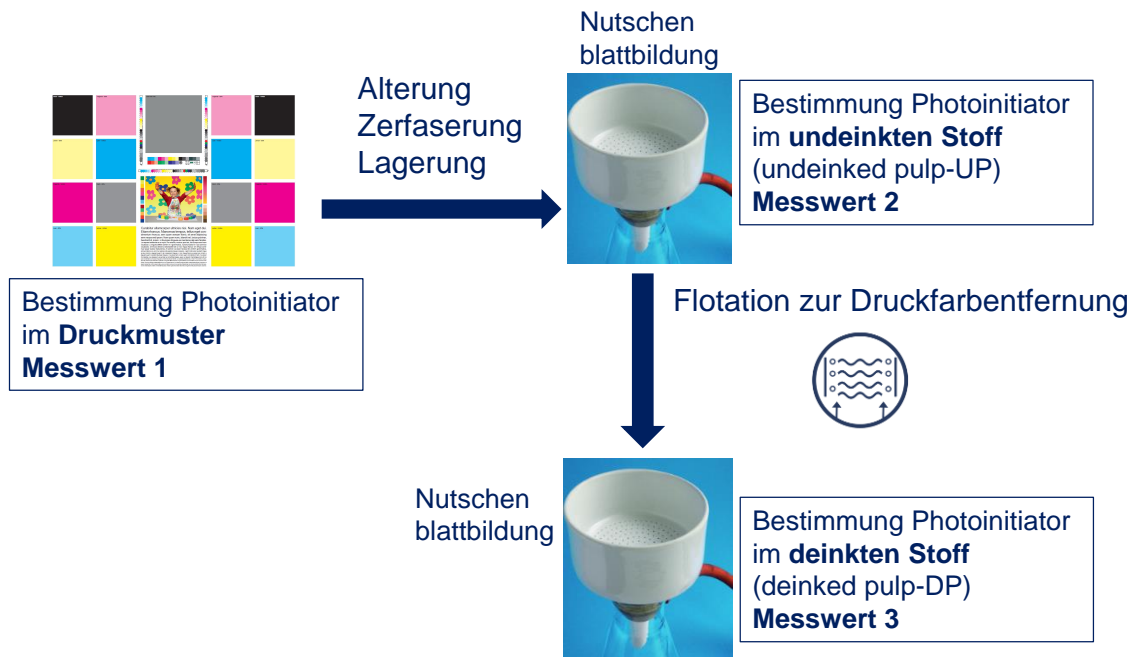 Nutschen
blattbildung
Alterung
Zerfaserung
Lagerung
Bestimmung Photoinitiator
im undeinkten Stoff
(undeinked pulp-UP)
Messwert 2
Bestimmung Photoinitiator
im Druckmuster
Messwert 1
Flotation zur Druckfarbentfernung
Nutschen
blattbildung
Bestimmung Photoinitiator
im deinkten Stoff
(deinked pulp-DP)
Messwert 3